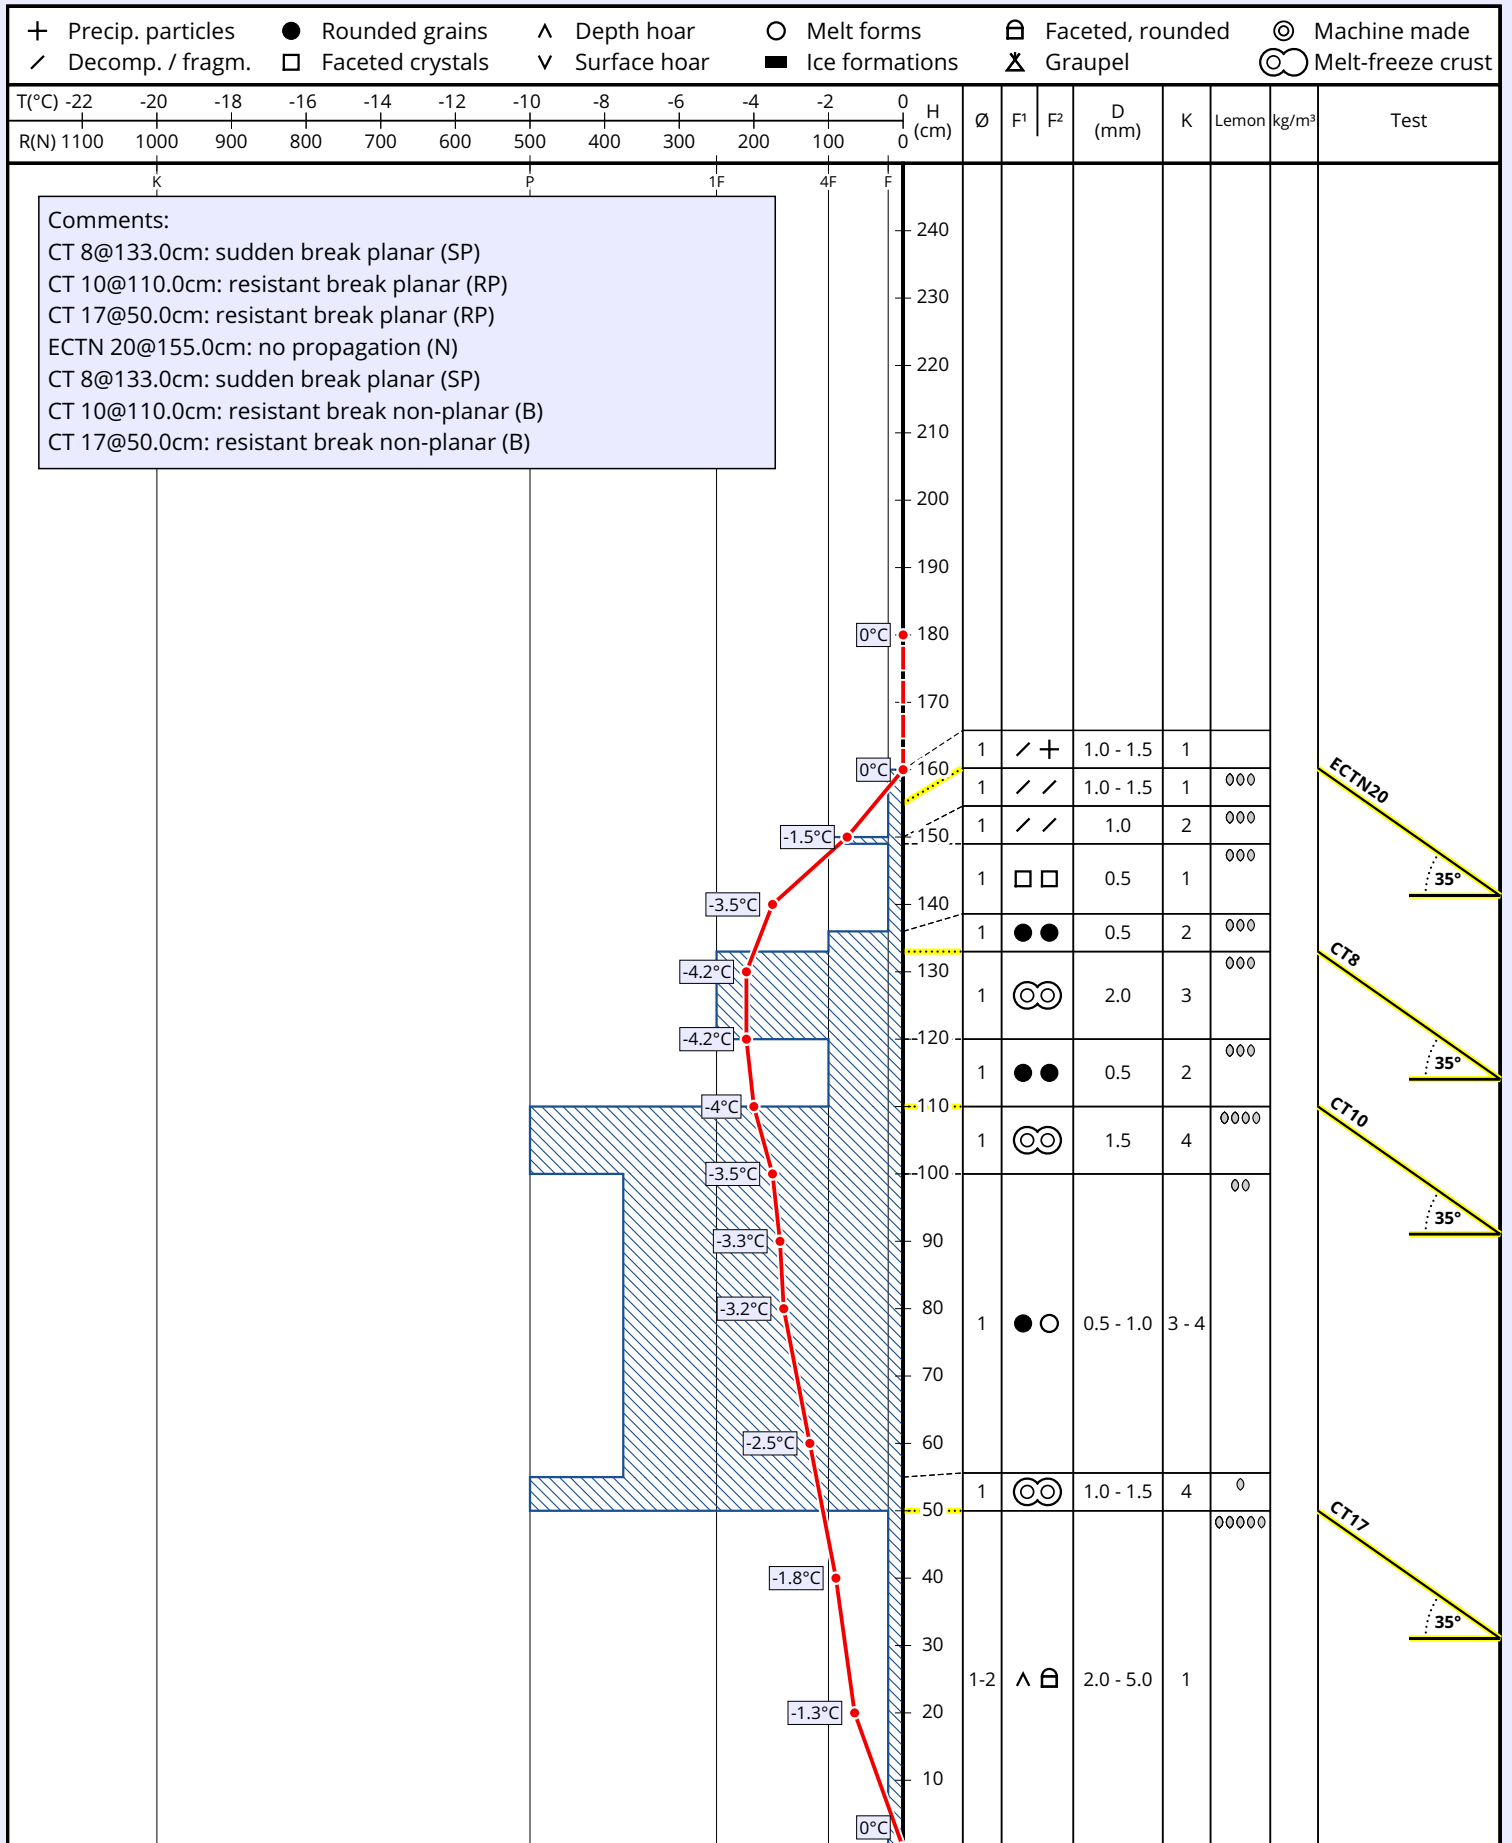 Precip. particles Rounded grains Depth hoar Melt forms Faceted, rounded Machine made
Decomp. / fragm. Faceted crystals Surface hoar Ice formations Graupel Melt-freeze crust
T(°C) -22 -20 -18 -16 -14 -12 -10 -8 -6 -4 -2 0
R(N) 1100 1000 900 800 700 600 500 400 300 200 100 0
H (cm) Ø F¹ F² D (mm) K Lemon kg/m³ Test
K P 1F 4F F
Comments:
CT 8@133.0cm: sudden break planar (SP)
CT 10@110.0cm: resistant break planar (RP)
CT 17@50.0cm: resistant break planar (RP)
ECTN 20@155.0cm: no propagation (N)
CT 8@133.0cm: sudden break planar (SP)
CT 10@110.0cm: resistant break non-planar (B)
CT 17@50.0cm: resistant break non-planar (B)
240
230
220
210
200
190
0°C 180
170
1 1.0 - 1.5 1
0°C 160 ECTN20
1 1.0 - 1.5 1
1 1.0 2
-1.5°C 150
1 0.5 1 35°
-3.5°C 140
1 0.5 2
CT8
-4.2°C 130
1 2.0 3
-4.2°C 120
35°
1 0.5 2
-4°C 110 CT10
1 1.5 4
-3.5°C 100
35°
-3.3°C 90
-3.2°C 80
1 0.5 - 1.0 3 - 4
70
-2.5°C 60
1 1.0 - 1.5 4
50 CT17
-1.8°C 40
35°
30
1-2 2.0 - 5.0 1
-1.3°C 20
10
0°C